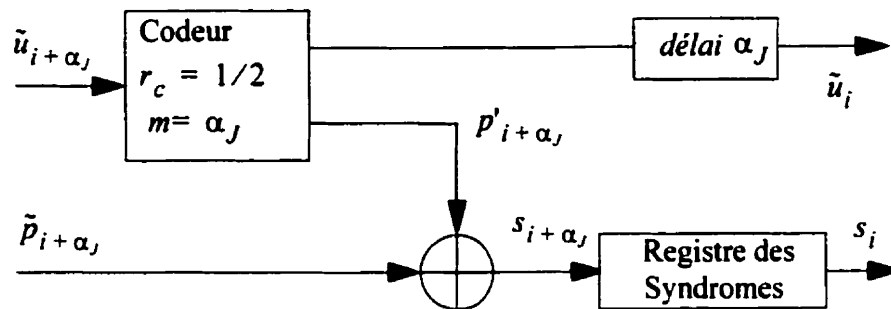 Codeur
r_c = 1/2
m= α_J
ũ_{i+α_J}
délai α_J
ũ_i
p'_{i+α_J}
p̃_{i+α_J}
s_{i+α_J}
Registre des
Syndromes
s_i